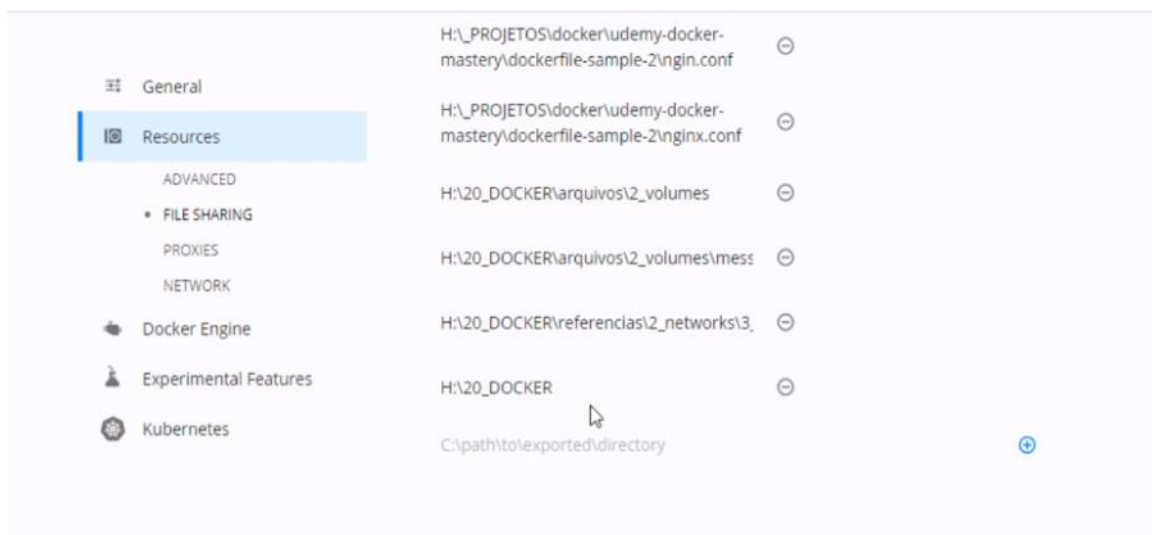 H:\_PROJETOS\docker\udemy-docker-
mastery\dockerfile-sample-2\ngin.conf
H:\_PROJETOS\docker\udemy-docker-
mastery\dockerfile-sample-2\nginx.conf
H:\20_DOCKER\arquivos\2_volumes
H:\20_DOCKER\arquivos\2_volumes\mess
H:\20_DOCKER\referencias\2_networks\3_
H:\20_DOCKER
C:\path\to\exported\directory
General
Resources
ADVANCED
FILE SHARING
PROXIES
NETWORK
Docker Engine
Experimental Features
Kubernetes